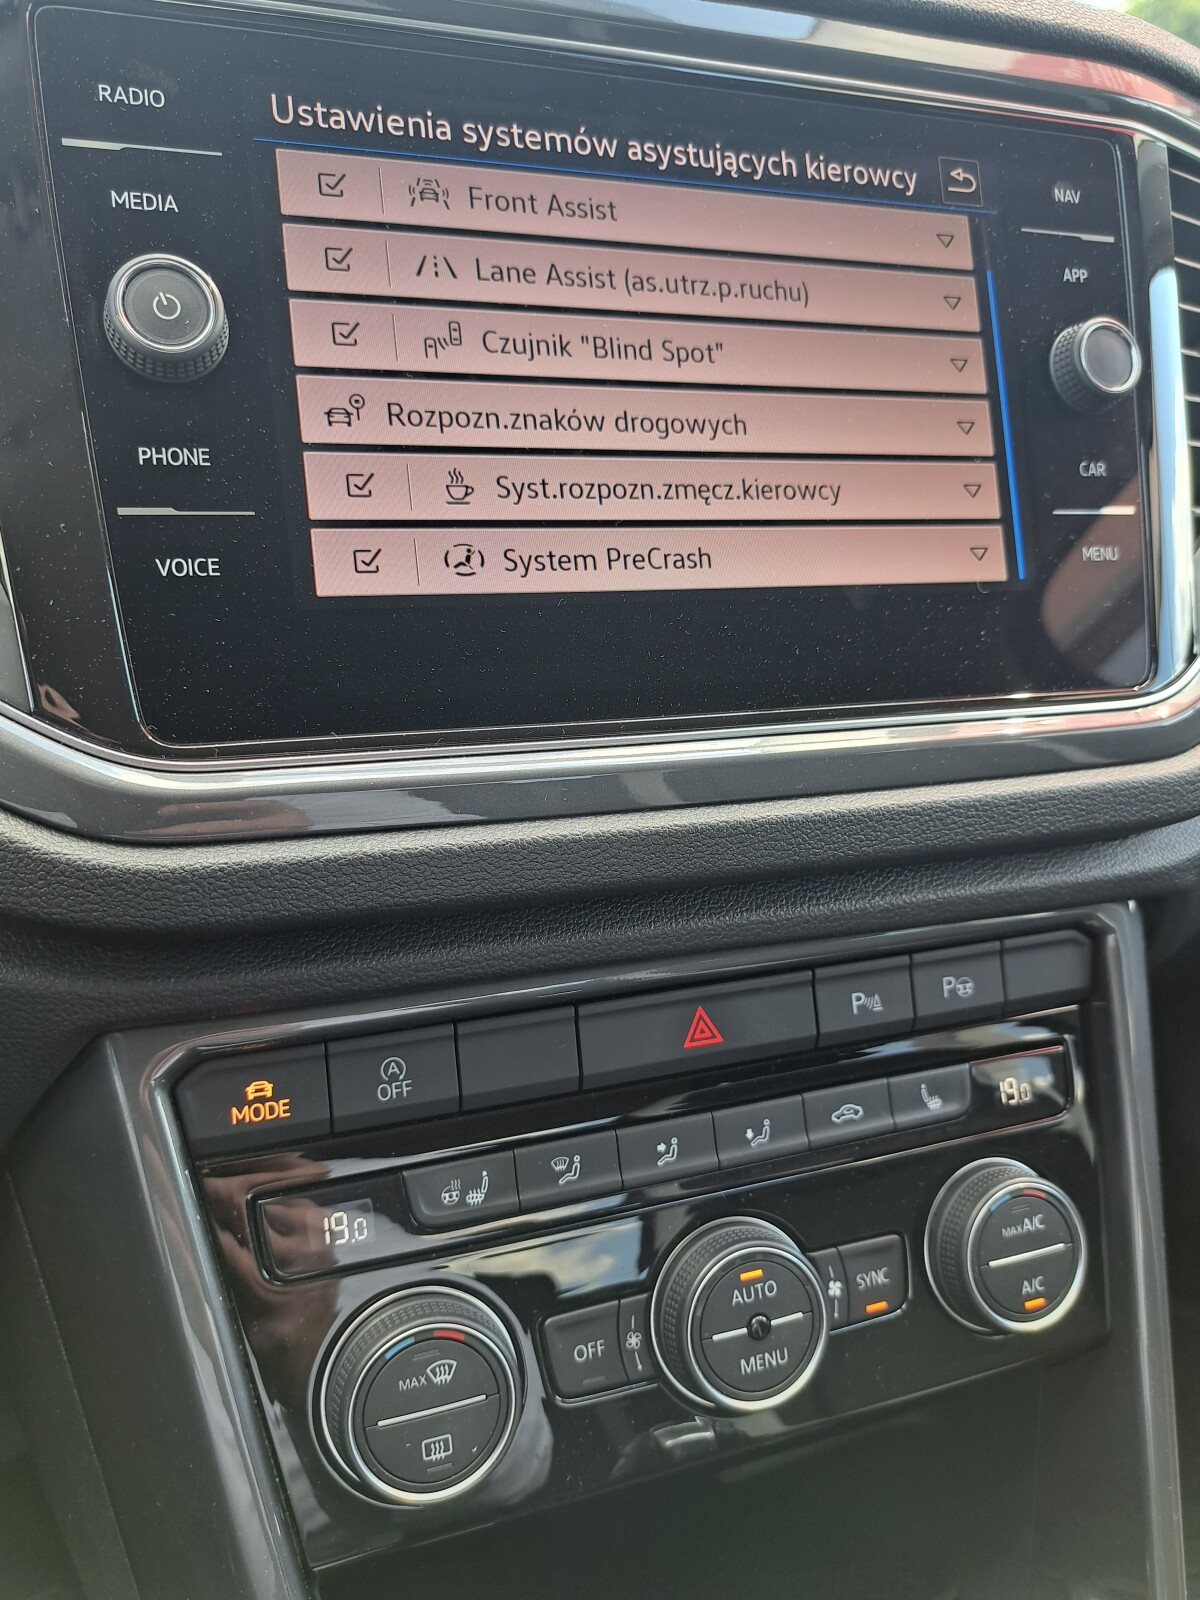 RADIO
MEDIA
PHONE
VOICE
Ustawienia systemów asystujących kierowcy
Front Assist
Lane Assist (as.utrz.p.ruchu)
Czujnik "Blind Spot"
Rozpozn.znaków drogowych
Syst.rozpozn.zmęcz.kierowcy
System PreCrash
NAV
APP
CAR
MENU
MODE
A
OFF
P
P
19.0
19.0
MAX
OFF
AUTO
MENU
SYNC
MAX A/C
A/C